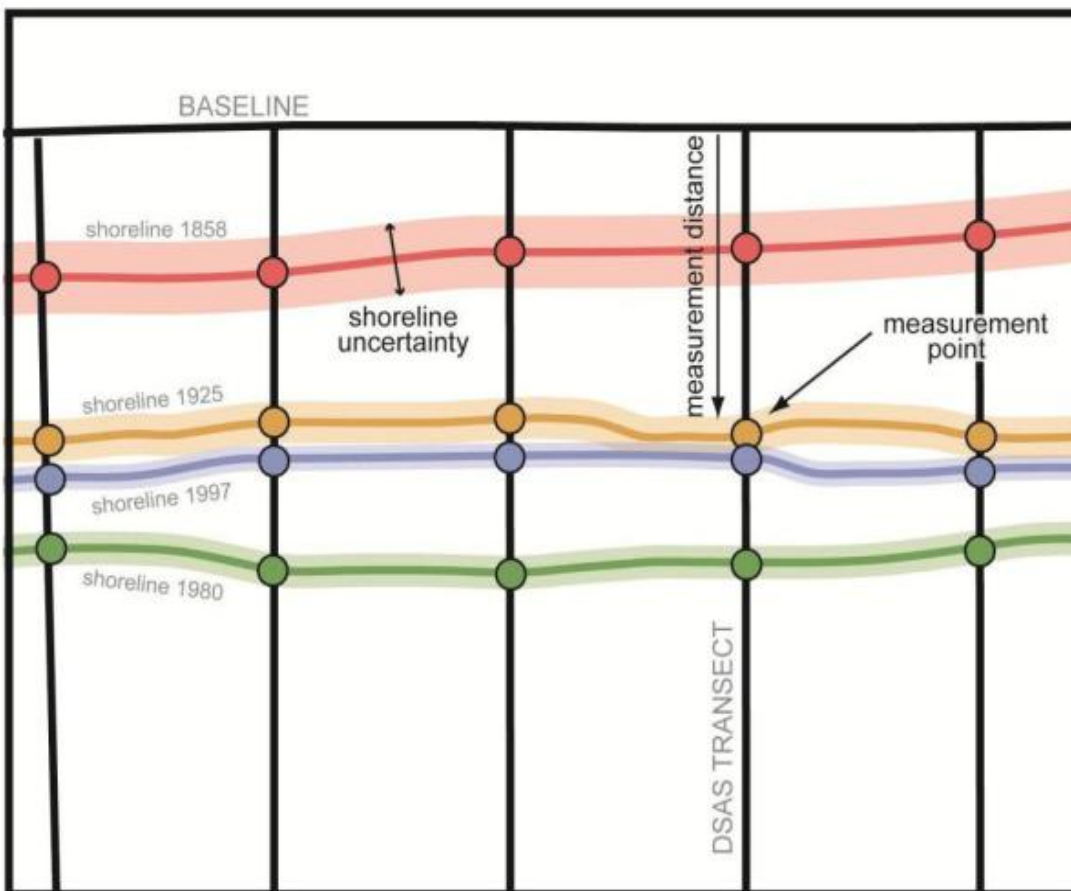 BASELINE
shoreline 1858
shoreline
uncertainty
measurement distance
measurement
point
shoreline 1925
shoreline 1997
shoreline 1980
DSAS TRANSECT